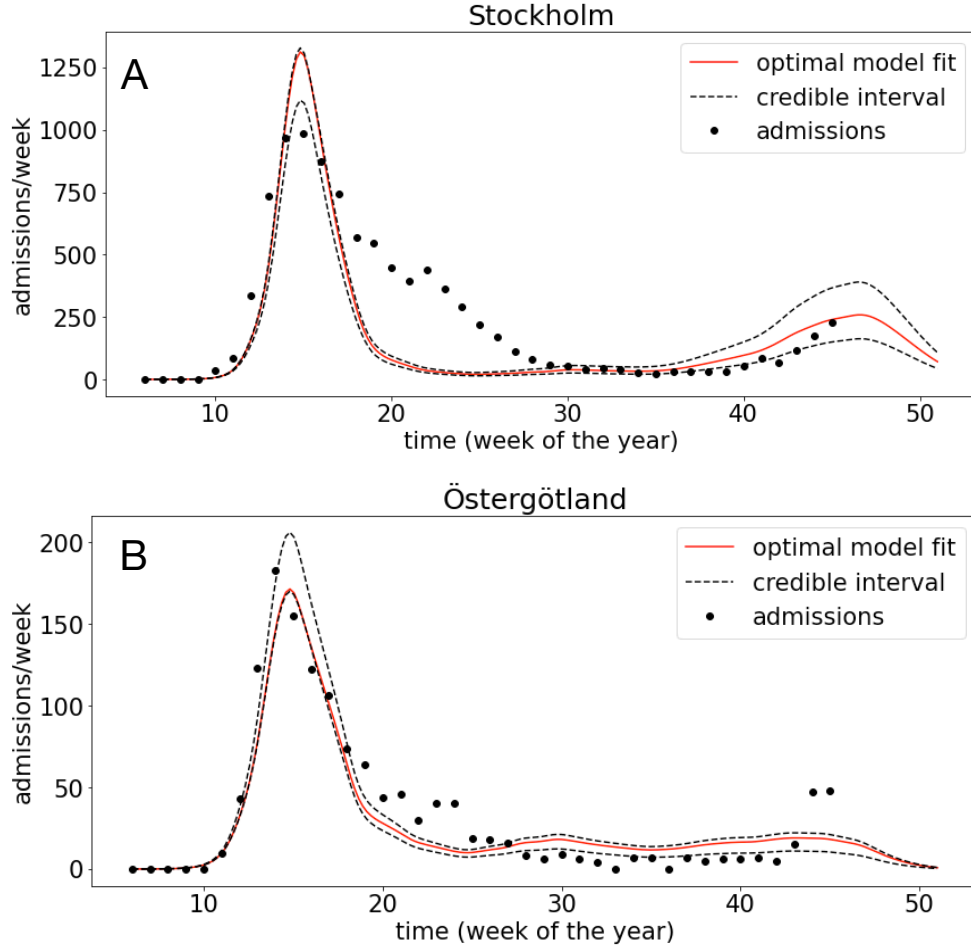 Stockholm
A
optimal model fit
credible interval
admissions
1250
1000
750
500
250
0
admissions/week
10 20 30 40 50
time (week of the year)
Östergötland
B
optimal model fit
credible interval
admissions
200
150
100
50
0
admissions/week
10 20 30 40 50
time (week of the year)